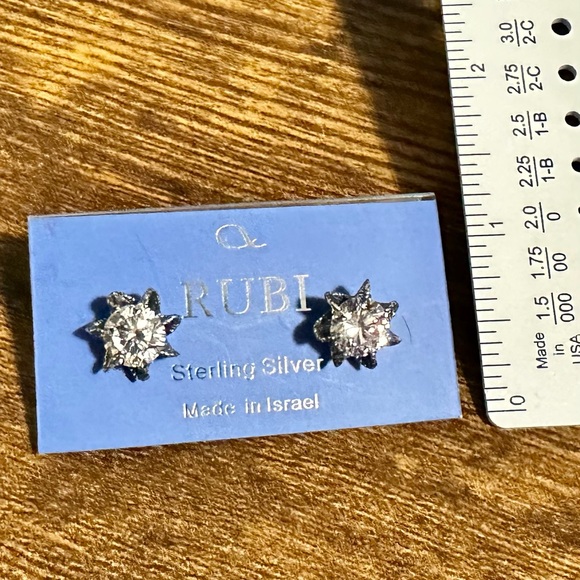 RUBI
Sterling Silver
Made in Israel
3.0
2-C
2.75
2-C
2.5
1-B
2.25
1-B
2.0
0
1.75
00
1.5
000
2
1
0
Made
in
USA